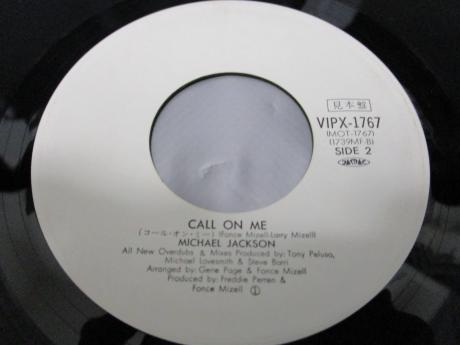 見本盤
VIPX-1767
(MOT-1767)
(1739MF-B)
SIDE 2
CALL ON ME
(コール・オン・ミー) (Fonce Mizell-Larry Mizell)
MICHAEL JACKSON
All New Overdubs & Mixes Produced by: Tony Peluso,
Michael Lovesmith & Steve Barri
Arranged by: Gene Page & Fonce Mizell
Produced by: Freddie Perren &
Fonce Mizell Ⓘ